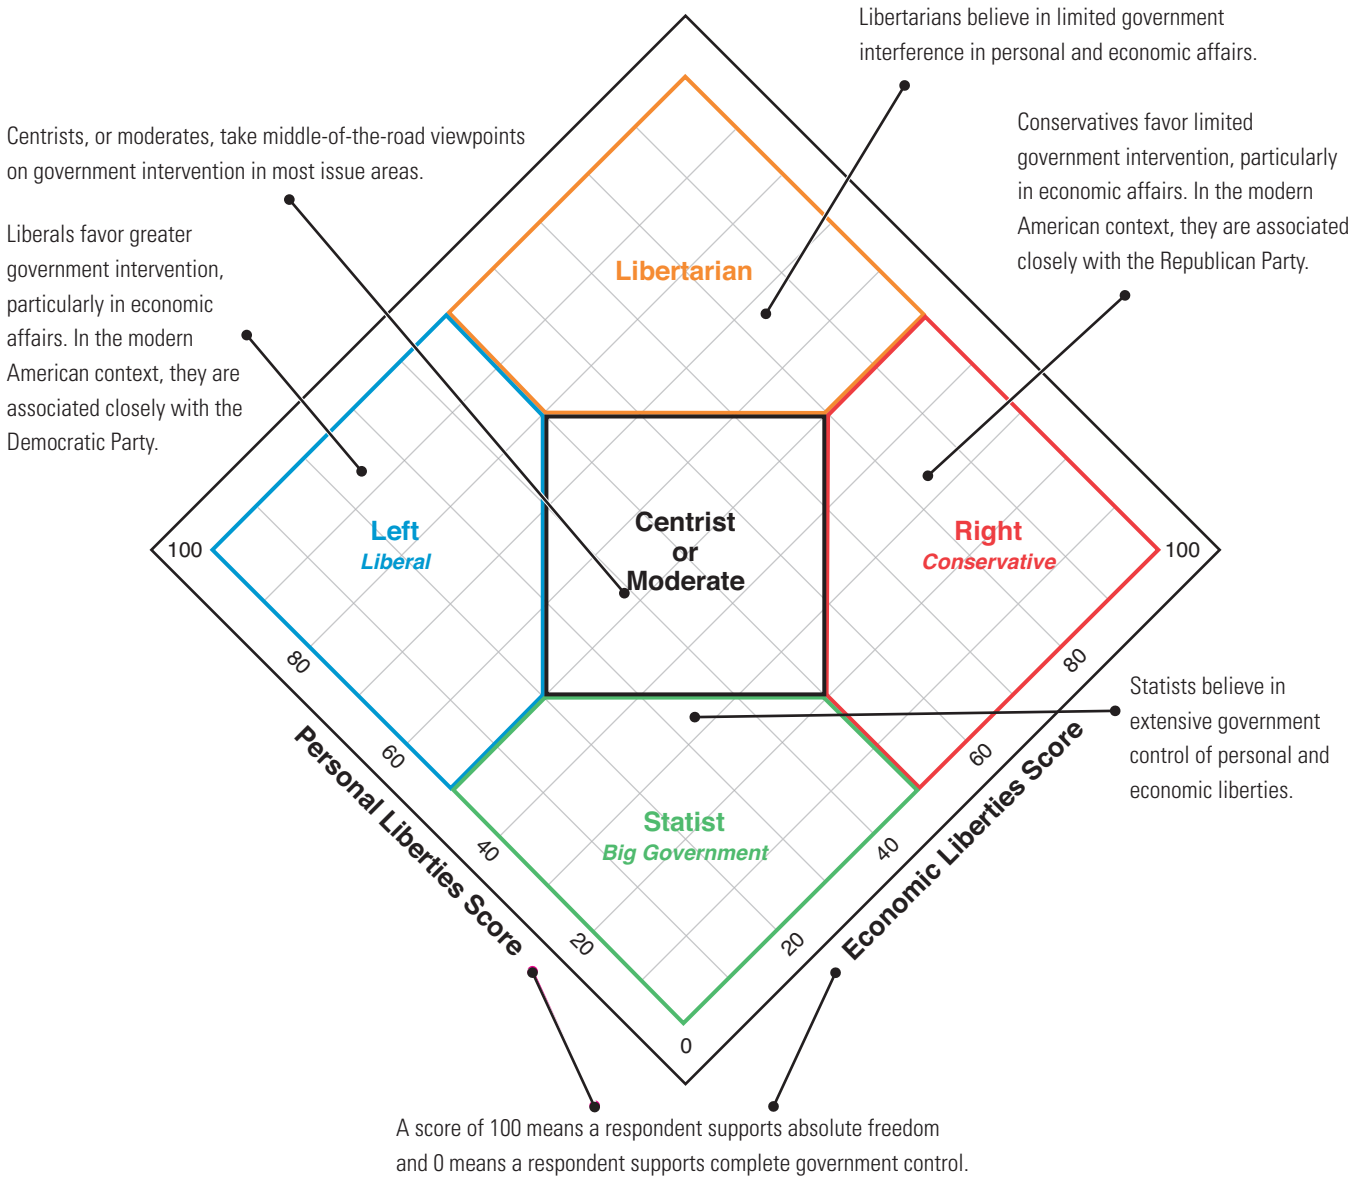 Libertarians believe in limited government
interference in personal and economic affairs.
Centrists, or moderates, take middle-of-the-road viewpoints
on government intervention in most issue areas.
Conservatives favor limited
government intervention, particularly
in economic affairs. In the modern
American context, they are associated
closely with the Republican Party.
Liberals favor greater
government intervention,
particularly in economic
affairs. In the modern
American context, they are
associated closely with the
Democratic Party.
Libertarian
Left
Liberal
Centrist
or
Moderate
Right
Conservative
100
100
80
60
40
20
80
60
40
20
0
Personal Liberties Score
Economic Liberties Score
Statists believe in
extensive government
control of personal and
economic liberties.
Statist
Big Government
A score of 100 means a respondent supports absolute freedom
and 0 means a respondent supports complete government control.